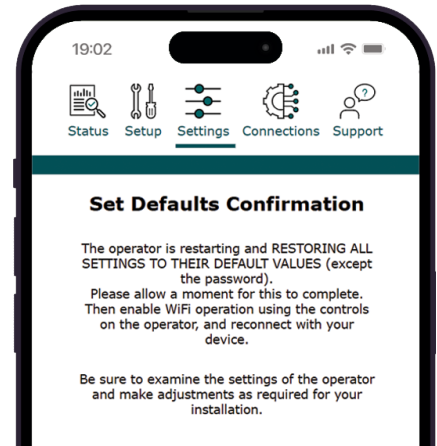 19:02
Status Setup Settings Connections Support
Set Defaults Confirmation
The operator is restarting and RESTORING ALL
SETTINGS TO THEIR DEFAULT VALUES (except
the password).
Please allow a moment for this to complete.
Then enable WiFi operation using the controls
on the operator, and reconnect with your
device.
Be sure to examine the settings of the operator
and make adjustments as required for your
installation.